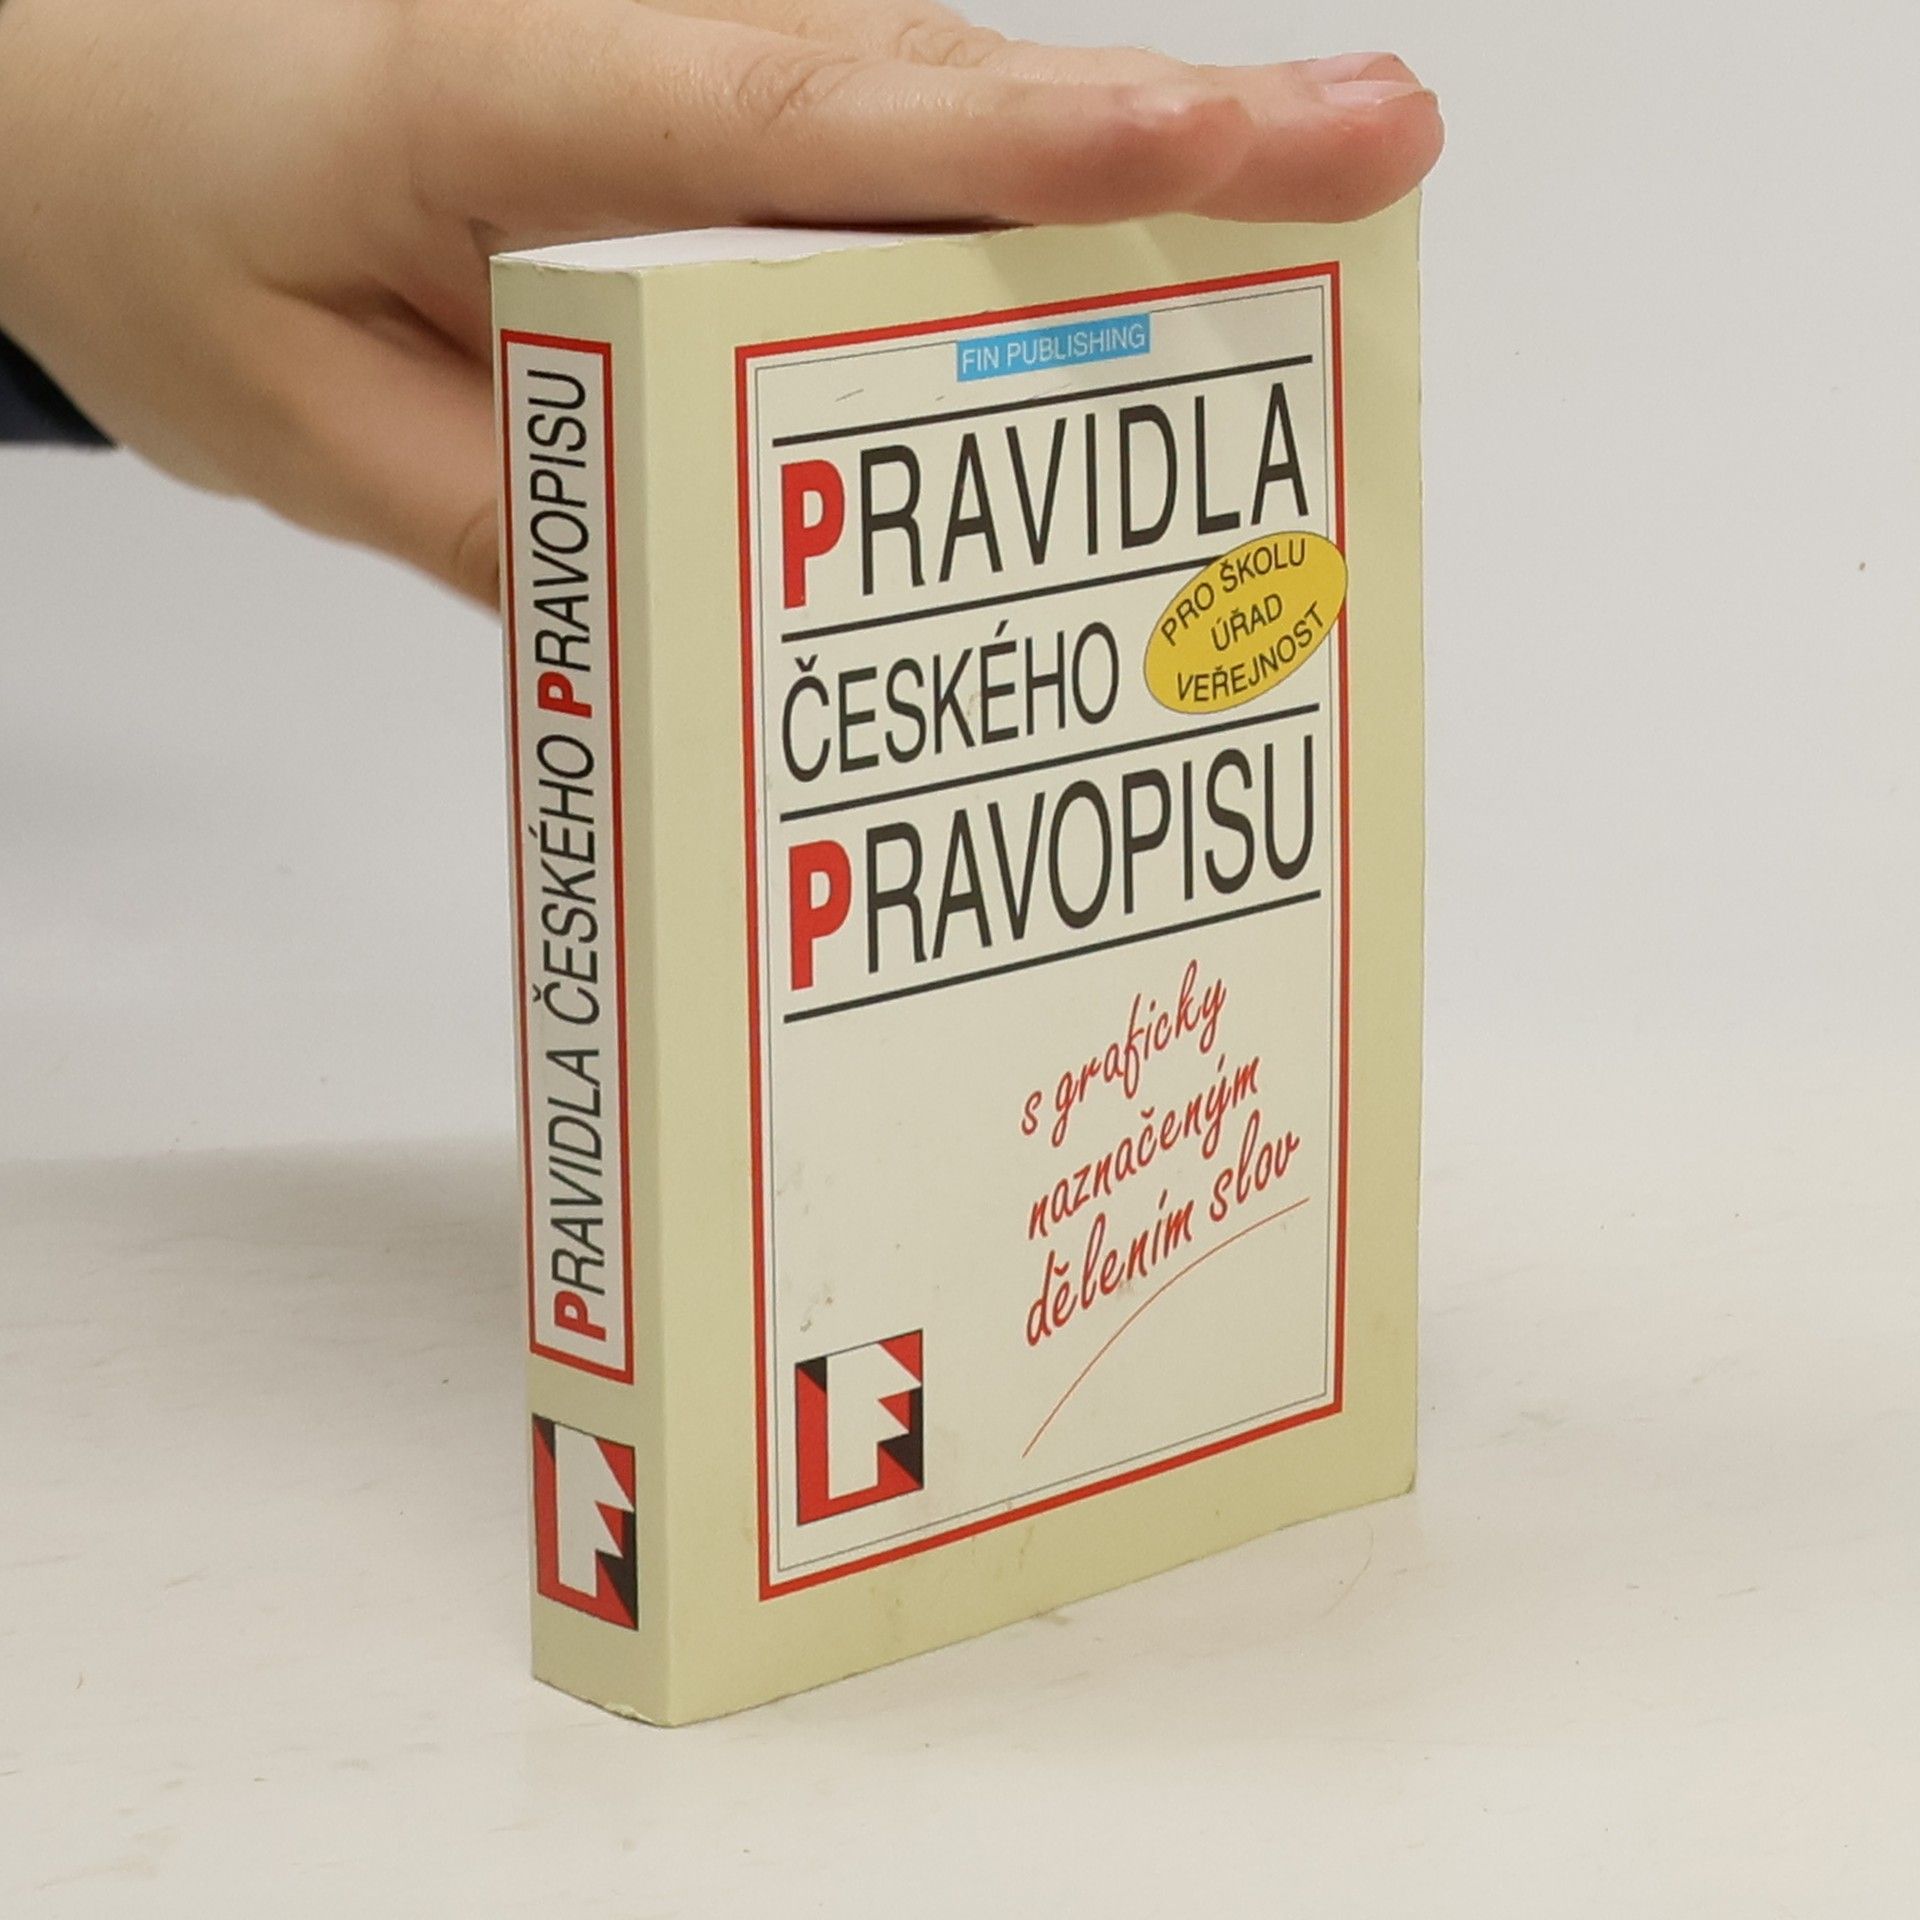 PRAVIDLA ČESKÉHO PRAVOPISU
FIN PUBLISHING
PRAVIDLA
ČESKÉHO
PRO ŠKOLU
ÚŘAD
VEŘEJNOST
PRAVOPISU
s graficky
naznačeným
dělením slov